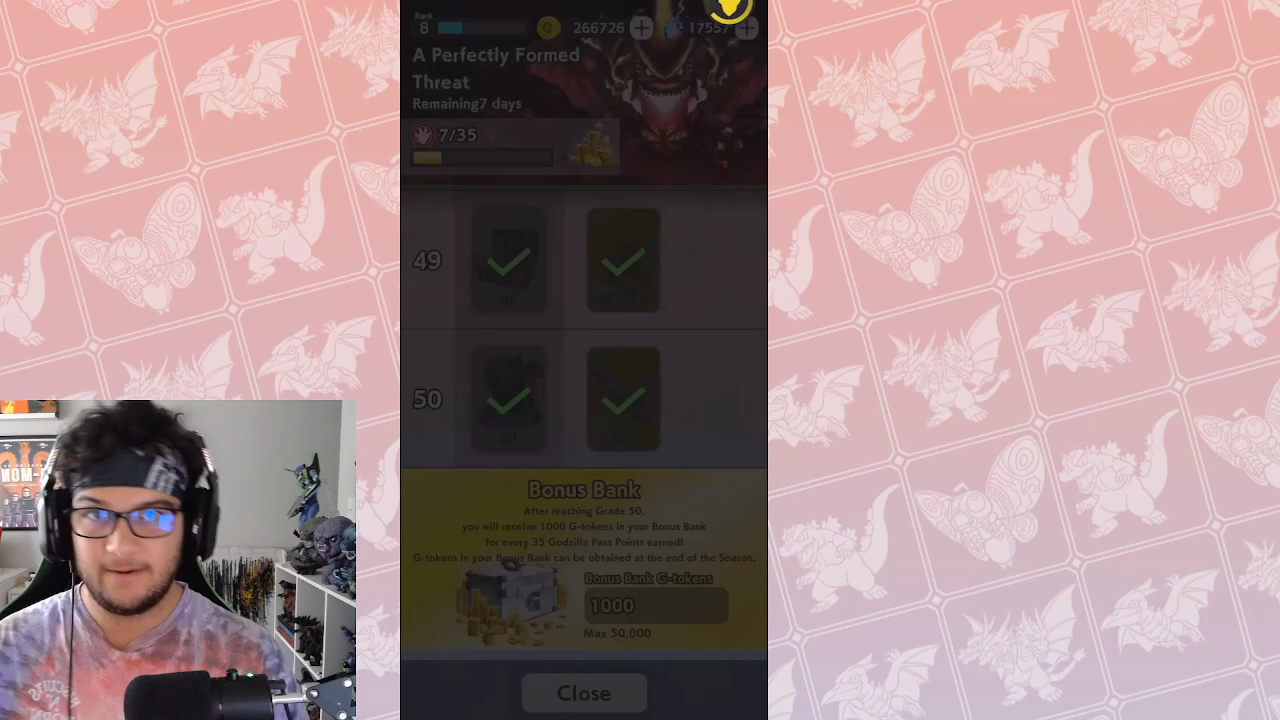 Rank
8
266726
17557
A Perfectly Formed
Threat
Remaining7 days
7/35
49
50
Bonus Bank
After reaching Grade 50,
you will receive 1000 G-tokens in your Bonus Bank
for every 35 Godzilla Pass Points earned!
G-tokens in your Bonus Bank can be obtained at the end of the Season.
Bonus Bank G-tokens
1000
Max 50,000
Close